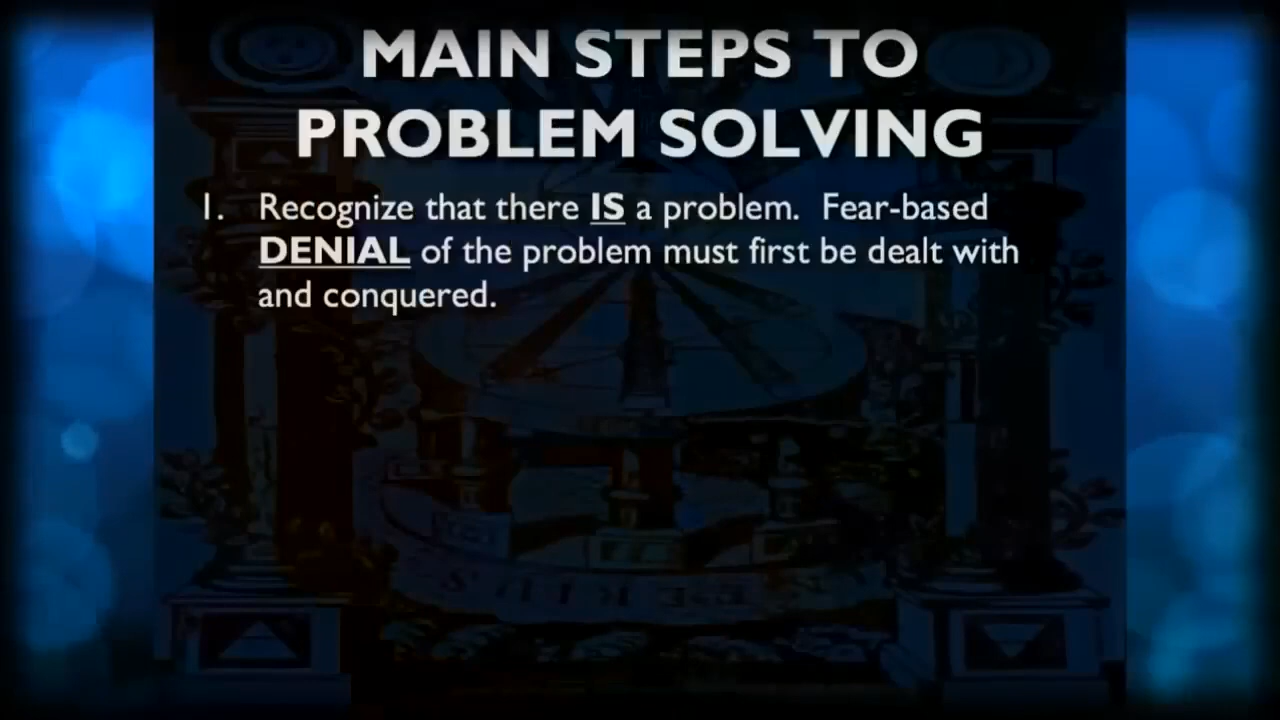 MAIN STEPS TO
PROBLEM SOLVING
1. Recognize that there IS a problem. Fear-based
DENIAL of the problem must first be dealt with
and conquered.